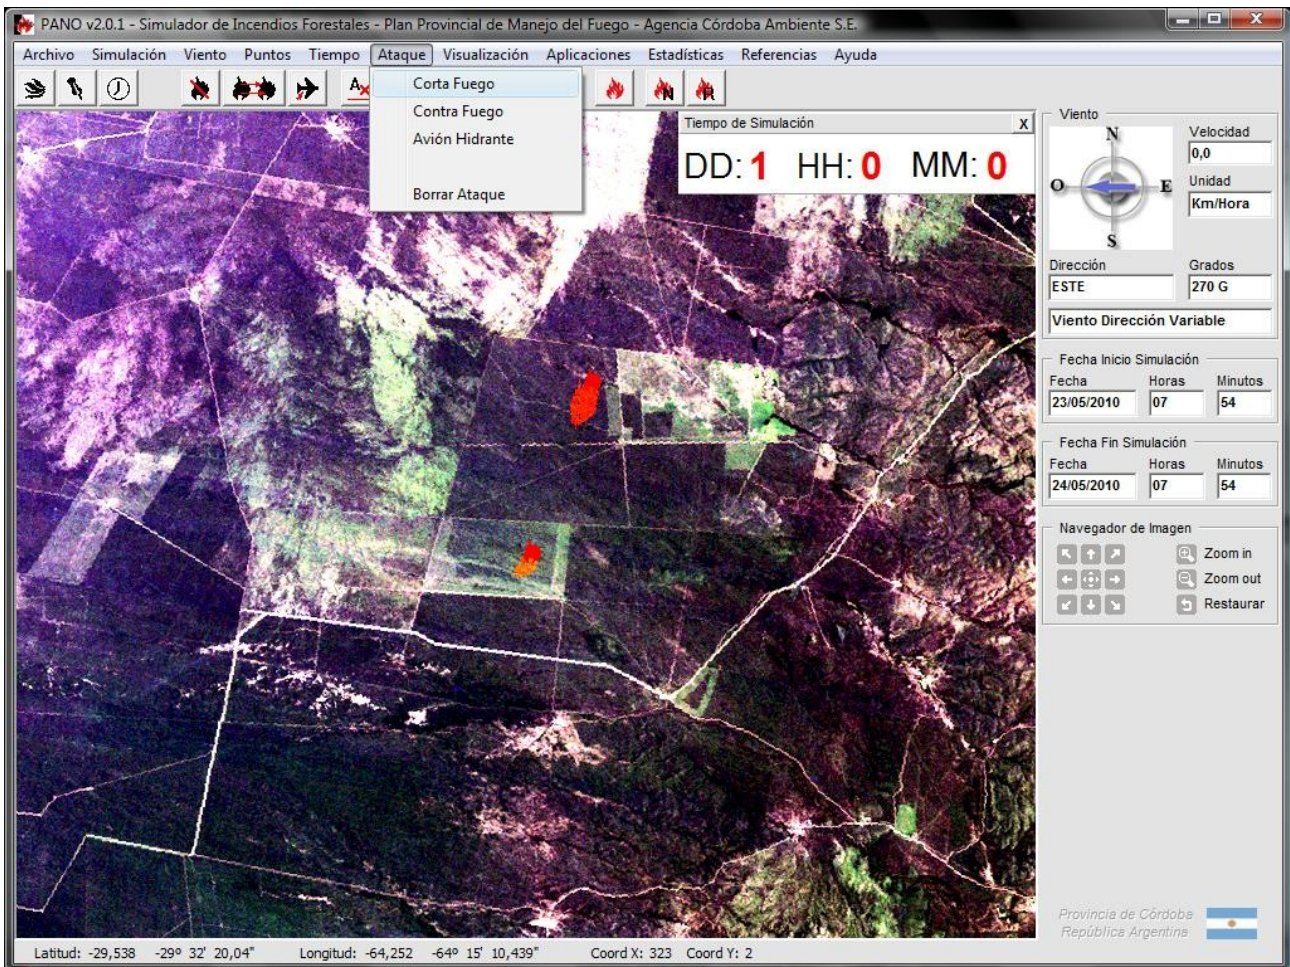 PANO v2.0.1 - Simulador de Incendios Forestales - Plan Provincial de Manejo del Fuego - Agencia Córdoba Ambiente S.E.
Archivo Simulación Viento Puntos Tiempo Ataque Visualización Aplicaciones Estadísticas Referencias Ayuda
Corta Fuego
Contra Fuego
Avión Hidrante
Borrar Ataque
Tiempo de Simulación X
DD: 1 HH: 0 MM: 0
Viento
N
O E
S
Velocidad
0,0
Unidad
Km/Hora
Dirección Grados
ESTE 270 G
Viento Dirección Variable
Fecha Inicio Simulación
Fecha Horas Minutos
23/05/2010 07 54
Fecha Fin Simulación
Fecha Horas Minutos
24/05/2010 07 54
Navegador de Imagen
Zoom in
Zoom out
Restaurar
Provincia de Córdoba
República Argentina
Latitud: -29,538 -29º 32' 20,04" Longitud: -64,252 -64º 15' 10,439" Coord X: 323 Coord Y: 2